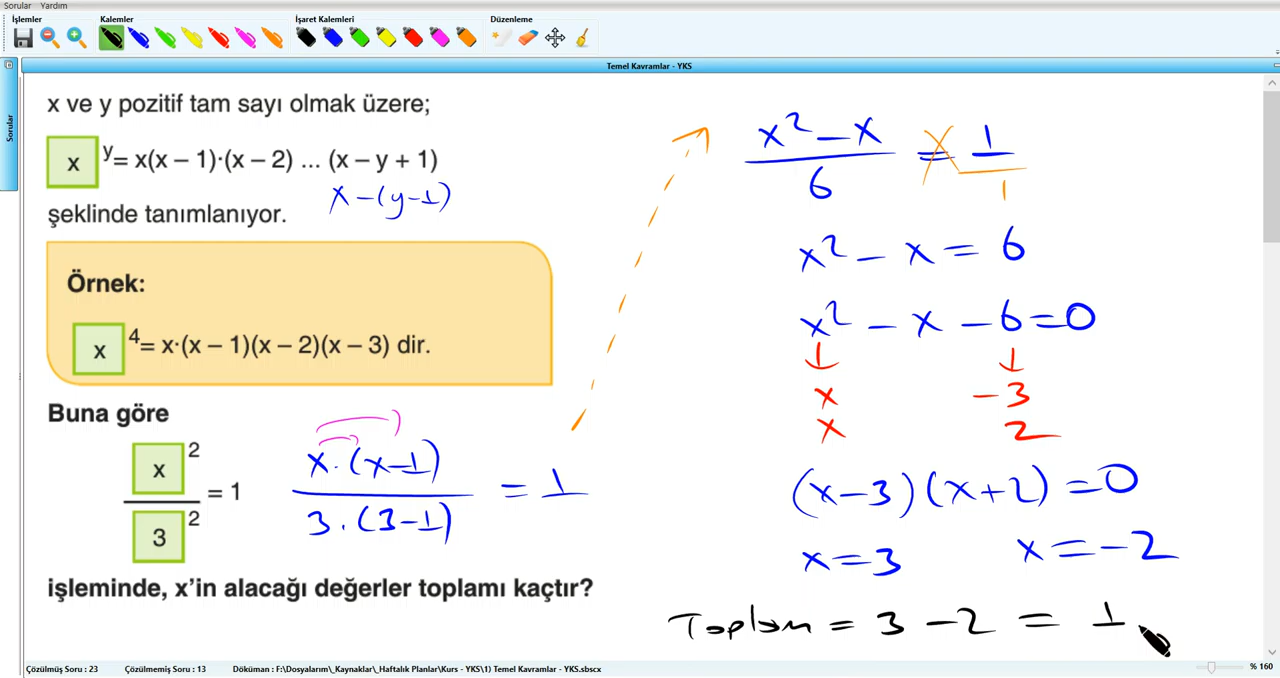 Sorular Yardım
İşlemler Kalemler İşaret Kalemleri Düzenleme
Temel Kavramlar - YKS
Sorular
x ve y pozitif tam sayı olmak üzere;
x y= x(x – 1)·(x – 2) ... (x – y + 1)
x – (y – 1)
şeklinde tanımlanıyor.
Örnek:
x 4= x·(x – 1)(x – 2)(x – 3) dir.
Buna göre
x 2
3 2
= 1
x · (x – 1)
3 · (3 – 1)
= 1
işleminde, x'in alacağı değerler toplamı kaçtır?
x² – x
6
= 1
1
x² – x = 6
x² – x – 6 = 0
x – 3
x 2
(x – 3) (x + 2) = 0
x = 3 x = –2
Toplam = 3 – 2 = 1
Çözülmüş Soru : 23 Çözülmemiş Soru : 13 Döküman : F:\Dosyalarım\_Kaynaklar\_Haftalık Planlar\Kurs - YKS\1) Temel Kavramlar - YKS.sbscx % 160